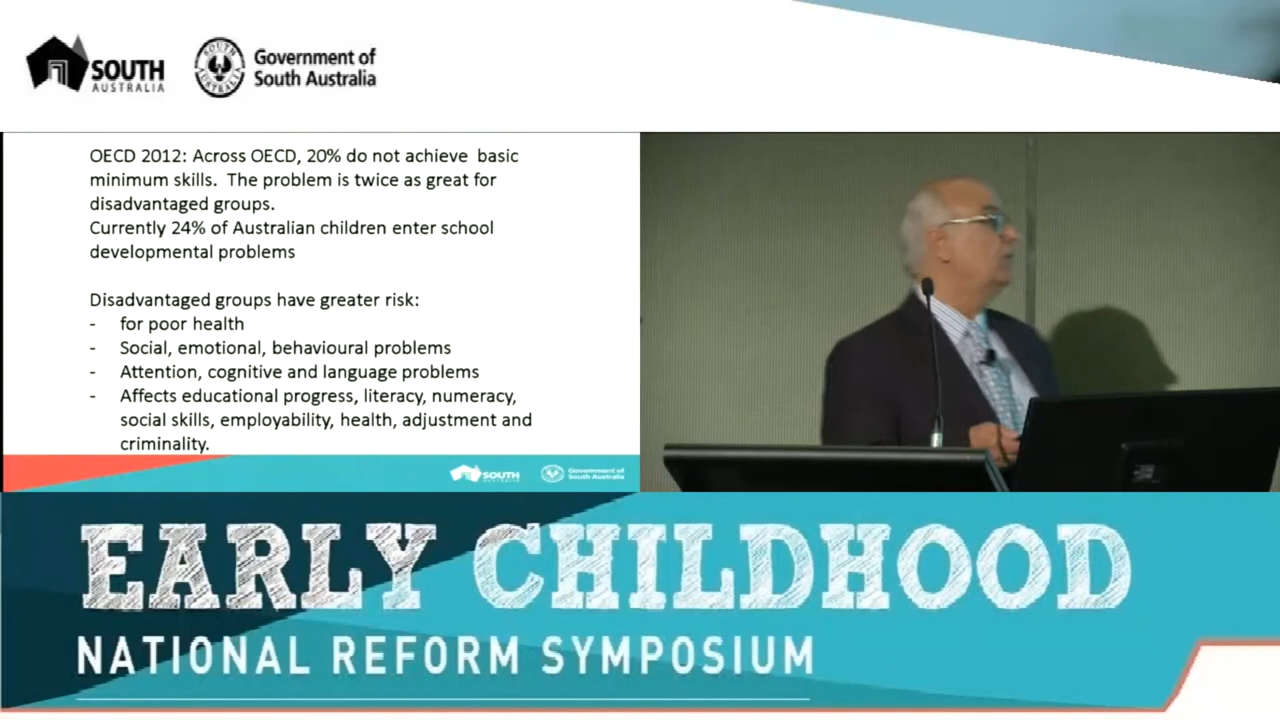 SOUTH
AUSTRALIA
Government of
South Australia
OECD 2012: Across OECD, 20% do not achieve basic
minimum skills. The problem is twice as great for
disadvantaged groups.
Currently 24% of Australian children enter school
developmental problems
Disadvantaged groups have greater risk:
- for poor health
- Social, emotional, behavioural problems
- Attention, cognitive and language problems
- Affects educational progress, literacy, numeracy,
social skills, employability, health, adjustment and
criminality.
SOUTH
Government of
South Australia
EARLY CHILDHOOD
NATIONAL REFORM SYMPOSIUM